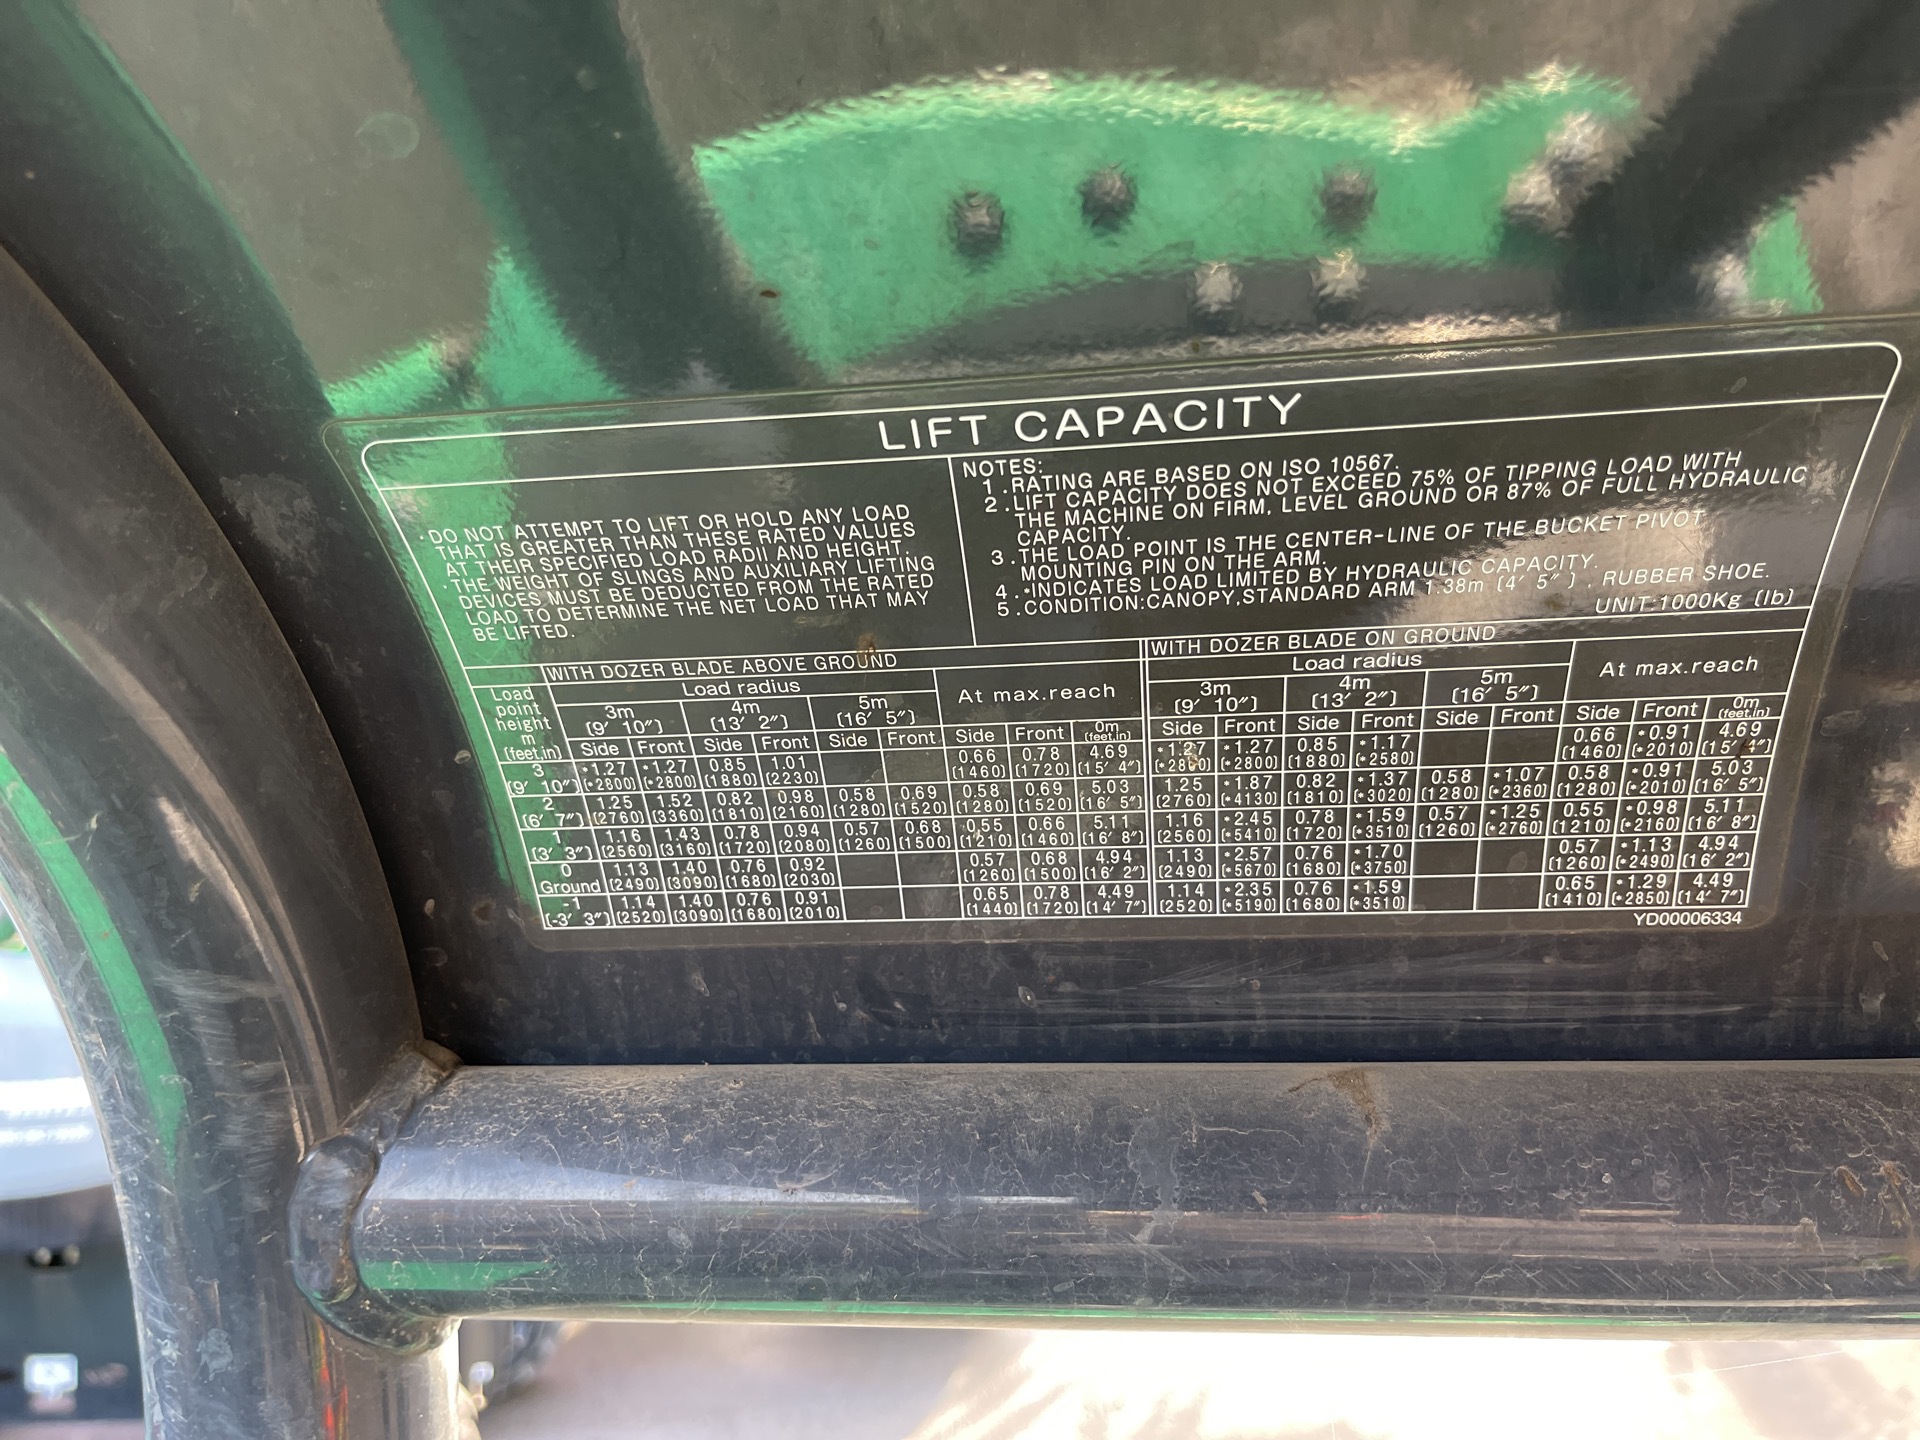 LIFT CAPACITY
·DO NOT ATTEMPT TO LIFT OR HOLD ANY LOAD
THAT IS GREATER THAN THESE RATED VALUES
AT THEIR SPECIFIED LOAD RADII AND HEIGHT.
·THE WEIGHT OF SLINGS AND AUXILIARY LIFTING
DEVICES MUST BE DEDUCTED FROM THE RATED
LOAD TO DETERMINE THE NET LOAD THAT MAY
BE LIFTED.
NOTES:
1.RATING ARE BASED ON ISO 10567.
2.LIFT CAPACITY DOES NOT EXCEED 75% OF TIPPING LOAD WITH
THE MACHINE ON FIRM, LEVEL GROUND OR 87% OF FULL HYDRAULIC
CAPACITY.
3.THE LOAD POINT IS THE CENTER-LINE OF THE BUCKET PIVOT
MOUNTING PIN ON THE ARM.
4.*INDICATES LOAD LIMITED BY HYDRAULIC CAPACITY.
5.CONDITION:CANOPY,STANDARD ARM 1.38m (4′ 5″), RUBBER SHOE.
UNIT:1000Kg (lb)
WITH DOZER BLADE ABOVE GROUND WITH DOZER BLADE ON GROUND
Load point height m (feet,in) Load radius At max.reach Load radius At max.reach
3m 4m 5m 3m 4m 5m
(9′ 10″) (13′ 2″) (16′ 5″) (9′ 10″) (13′ 2″) (16′ 5″)
Side Front Side Front Side Front Side Front 0m (feet,in) Side Front Side Front Side Front Side Front 0m (feet,in)
3 *1.27 *1.27 0.85 1.01 0.66 0.78 4.69 *1.27 *1.27 0.85 *1.17 0.66 *0.91 4.69
(9′ 10″) (*2800) (*2800) (1880) (2230) (1460) (1720) (15′ 4″) (*2800) (*2800) (1880) (*2580) (1460) (*2010) (15′ 4″)
2 1.25 1.52 0.82 0.98 0.58 0.69 0.58 0.69 5.03 1.25 *1.87 0.82 *1.37 0.58 *1.07 0.58 *0.91 5.03
(6′ 7″) (2760) (3360) (1810) (2160) (1280) (1520) (1280) (1520) (16′ 5″) (2760) (*4130) (1810) (*3020) (1280) (*2360) (1280) (*2010) (16′ 5″)
1 1.16 1.43 0.78 0.94 0.57 0.68 0.55 0.66 5.11 1.16 *2.45 0.78 *1.59 0.57 *1.25 0.55 *0.98 5.11
(3′ 3″) (2560) (3160) (1720) (2080) (1260) (1500) (1210) (1460) (16′ 8″) (2560) (*5410) (1720) (*3510) (1260) (*2760) (1210) (*2160) (16′ 8″)
0 1.13 1.40 0.76 0.92 0.57 0.68 4.94 1.13 *2.57 0.76 *1.70 0.57 *1.13 4.94
Ground (2490) (3090) (1680) (2030) (1260) (1500) (16′ 2″) (2490) (*5670) (1680) (*3750) (1260) (*2490) (16′ 2″)
-1 1.14 1.40 0.76 0.91 0.65 0.78 4.49 1.14 *2.35 0.76 *1.59 0.65 *1.29 4.49
(-3′ 3″) (2520) (3090) (1680) (2010) (1440) (1720) (14′ 7″) (2520) (*5190) (1680) (*3510) (1410) (*2850) (14′ 7″)
YD00006334